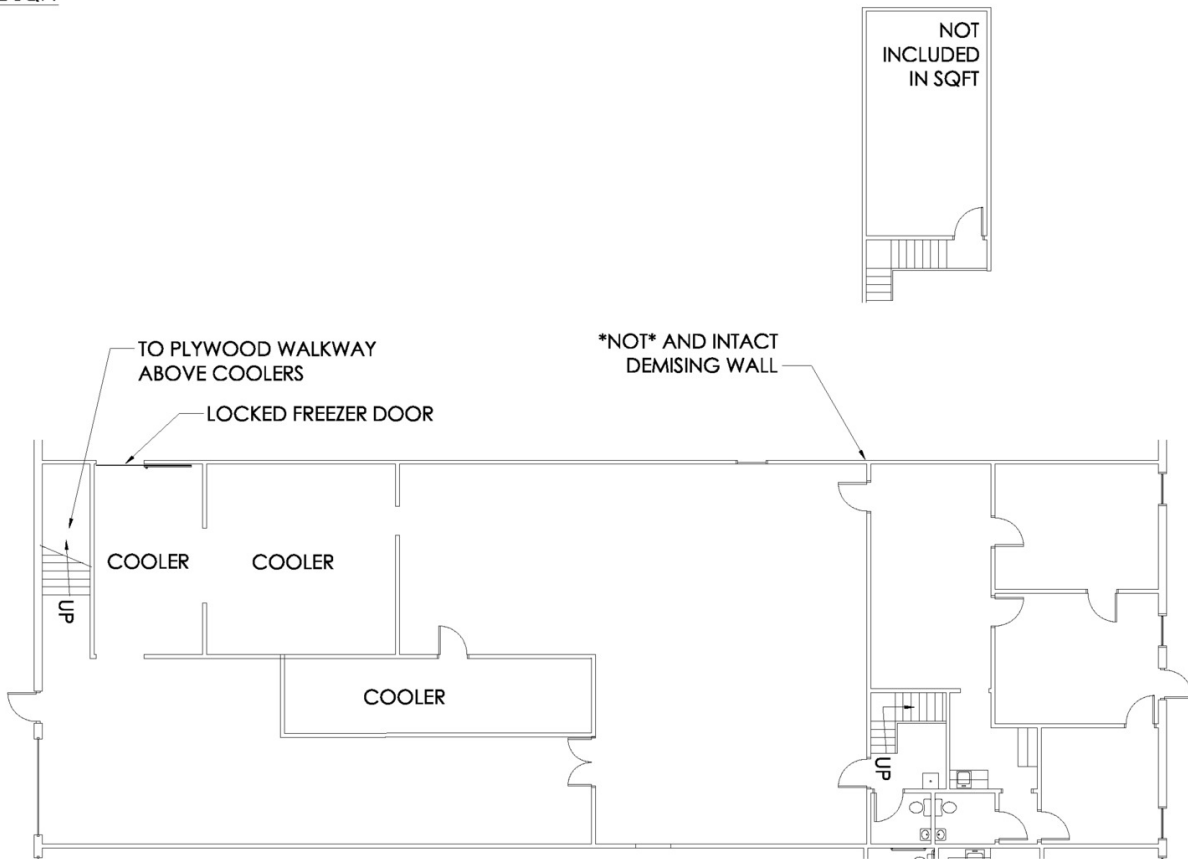 NOT
INCLUDED
IN SQFT
*NOT* AND INTACT
DEMISING WALL
TO PLYWOOD WALKWAY
ABOVE COOLERS
LOCKED FREEZER DOOR
COOLER
COOLER
UP
COOLER
UP